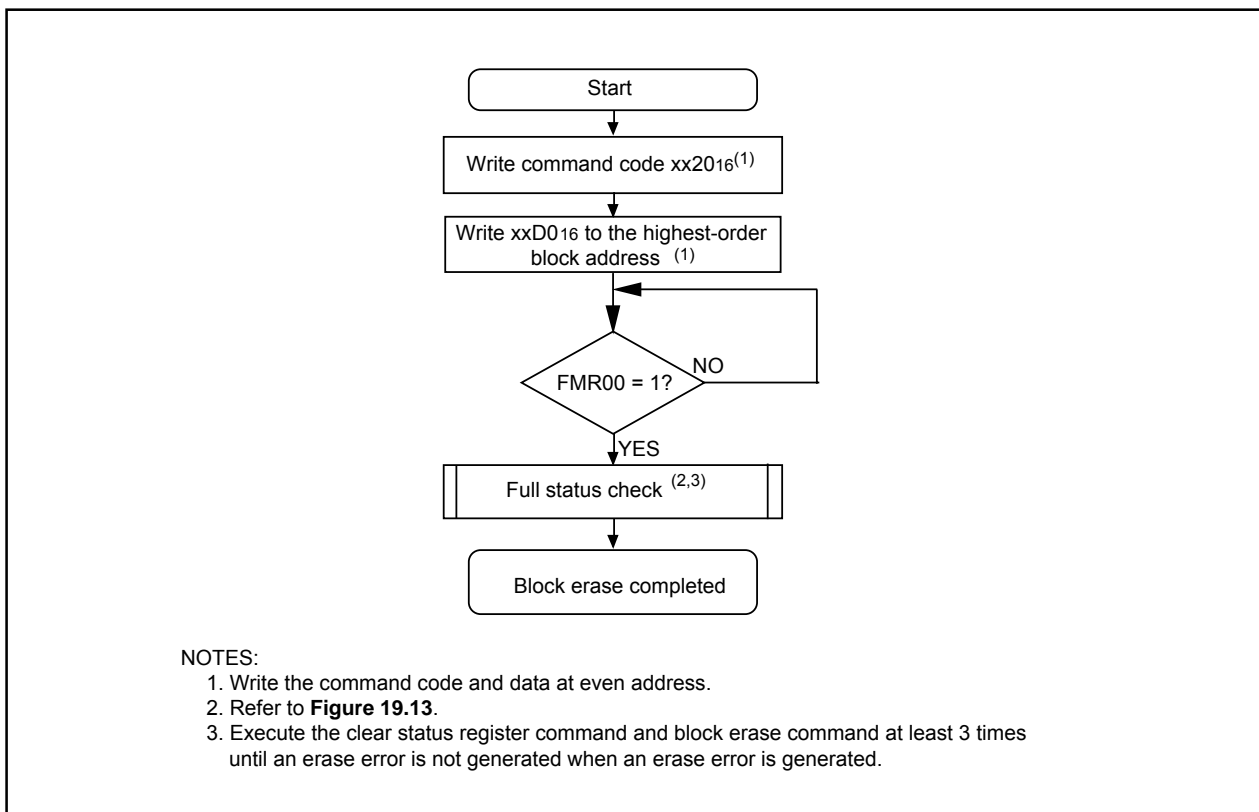 Start
Write command code xx2016(1)
Write xxD016 to the highest-order
block address (1)
NO
FMR00 = 1?
YES
Full status check (2,3)
Block erase completed
NOTES:
1. Write the command code and data at even address.
2. Refer to Figure 19.13.
3. Execute the clear status register command and block erase command at least 3 times
until an erase error is not generated when an erase error is generated.